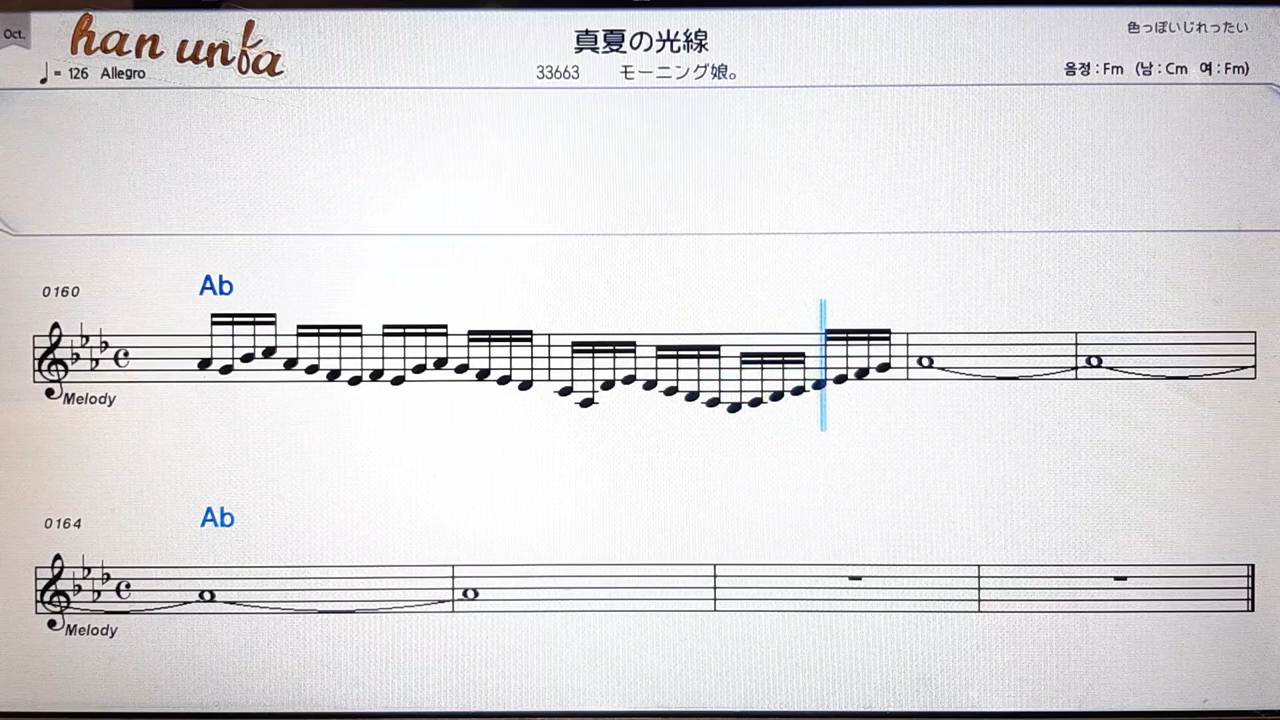 Oct.
han unfa
♩= 126 Allegro
真夏の光線
33663 モーニング娘。
色っぽいじれったい
음정 : Fm (남 : Cm 여 : Fm)
0160
Ab
Melody
0164
Ab
Melody